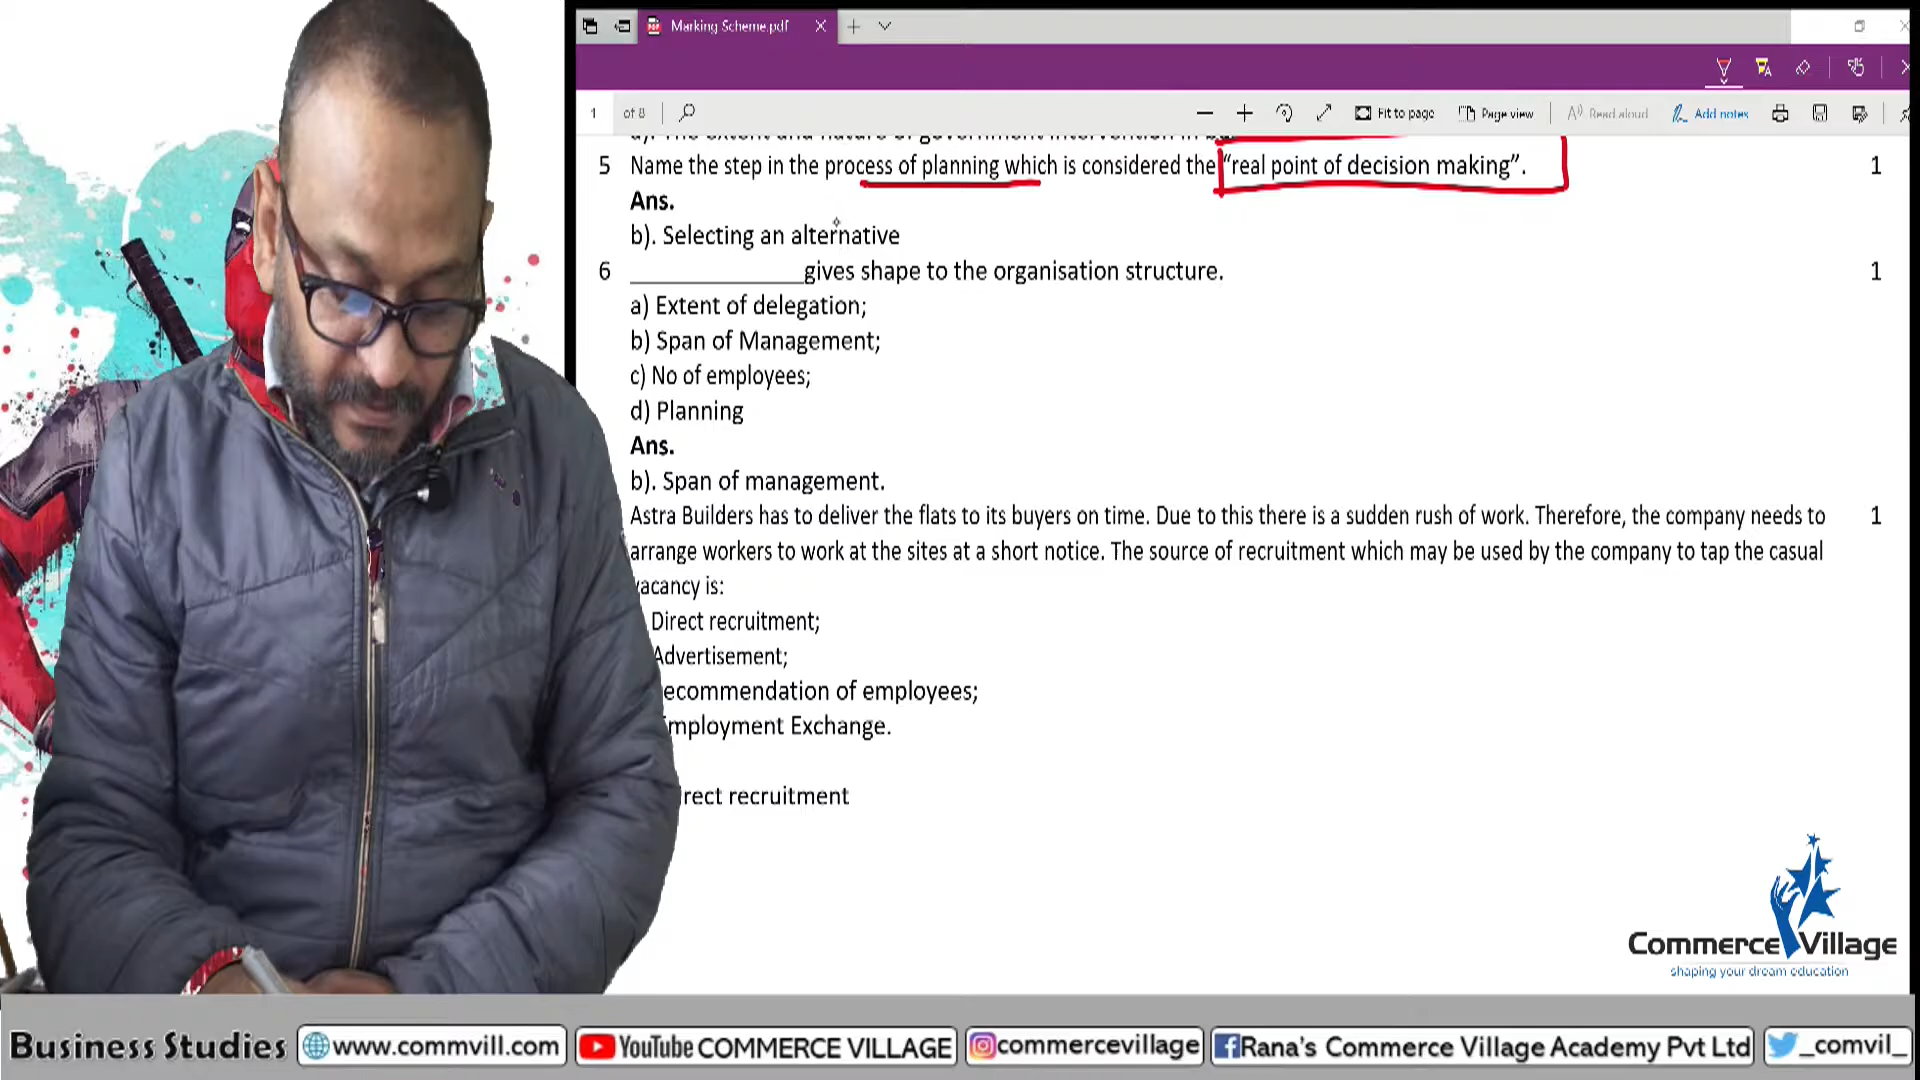 Marking Scheme.pdf
1 of 8
Fit to page
Page view
Read aloud
Add notes
5 Name the step in the process of planning which is considered the “real point of decision making”. 1
Ans.
b). Selecting an alternative
6 ____________gives shape to the organisation structure. 1
a) Extent of delegation;
b) Span of Management;
c) No of employees;
d) Planning
Ans.
b). Span of management.
Astra Builders has to deliver the flats to its buyers on time. Due to this there is a sudden rush of work. Therefore, the company needs to 1
arrange workers to work at the sites at a short notice. The source of recruitment which may be used by the company to tap the casual
vacancy is:
Direct recruitment;
Advertisement;
ecommendation of employees;
mployment Exchange.
rect recruitment
Commerce Village
shaping your dream education
Business Studies
www.commvill.com
YouTube COMMERCE VILLAGE
commercevillage
Rana's Commerce Village Academy Pvt Ltd
_comvil_